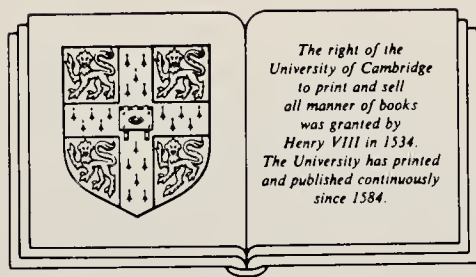 The right of the
University of Cambridge
to print and sell
all manner of books
was granted by
Henry VIII in 1534.
The University has printed
and published continuously
since 1584.